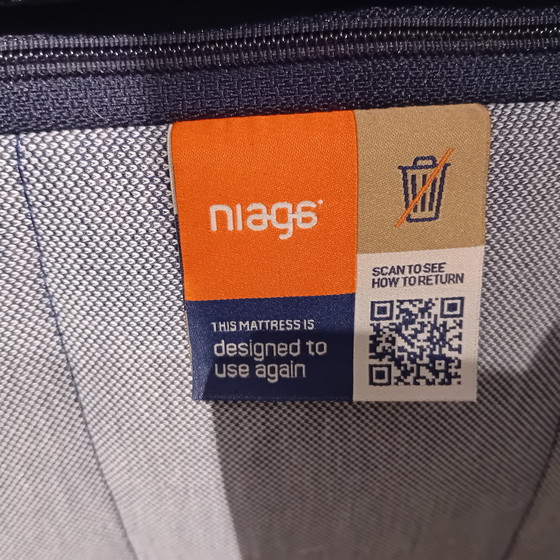 niaga
SCAN TO SEE
HOW TO RETURN
THIS MATTRESS IS
designed to
use again